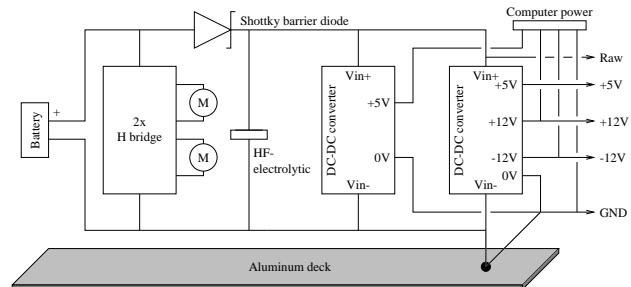 Shottky barrier diode
Computer power
Raw
Battery
+
2x
H bridge
M
M
HF-
electrolytic
DC-DC converter
Vin+
+5V
0V
Vin-
DC-DC converter
Vin+
+5V
+12V
-12V
0V
Vin-
+5V
+12V
-12V
GND
Aluminum deck